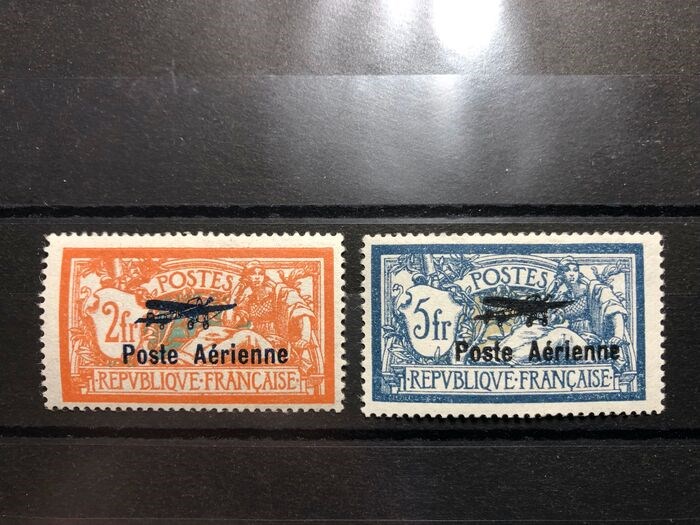 POSTES
2fr
Poste Aérienne
REPVBLIQVE·FRANÇAISE
POSTES
5fr
Poste Aérienne
REPVBLIQVE·FRANÇAISE